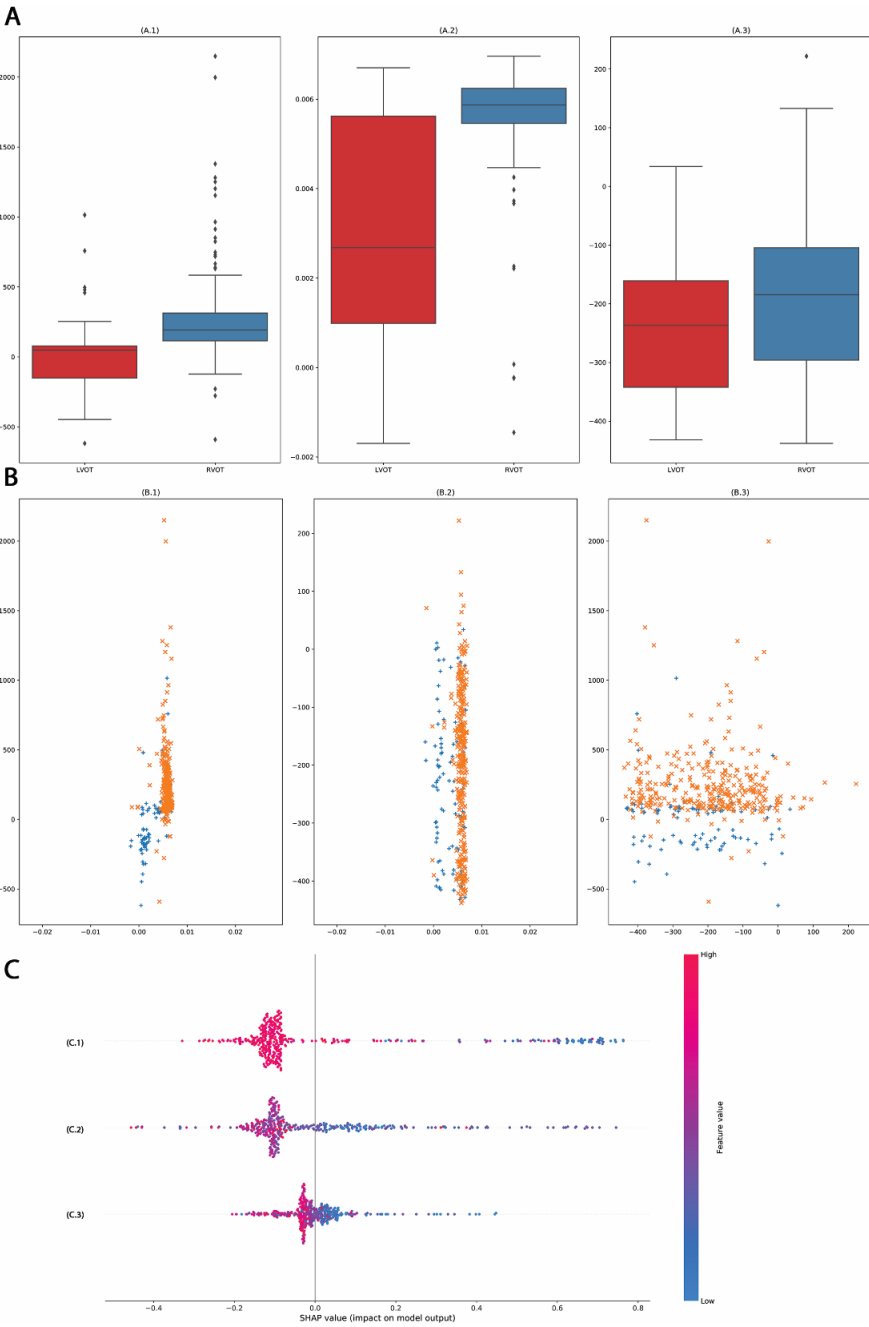 A
(A.1)
(A.2)
(A.3)
2000
1500
1000
500
0
−500
LVOT
RVOT
0.006
0.004
0.002
0.000
−0.002
LVOT
RVOT
200
100
0
−100
−200
−300
−400
LVOT
RVOT
B
(B.1)
(B.2)
(B.3)
2000
1500
1000
500
0
−500
−0.02
−0.01
0.00
0.01
0.02
200
100
0
−100
−200
−300
−400
−0.02
−0.01
0.00
0.01
0.02
2000
1500
1000
500
0
−500
−400
−300
−200
−100
0
100
200
C
(C.1)
(C.2)
(C.3)
−0.4
−0.2
0.0
0.2
0.4
0.6
0.8
SHAP value (impact on model output)
High
Feature value
Low